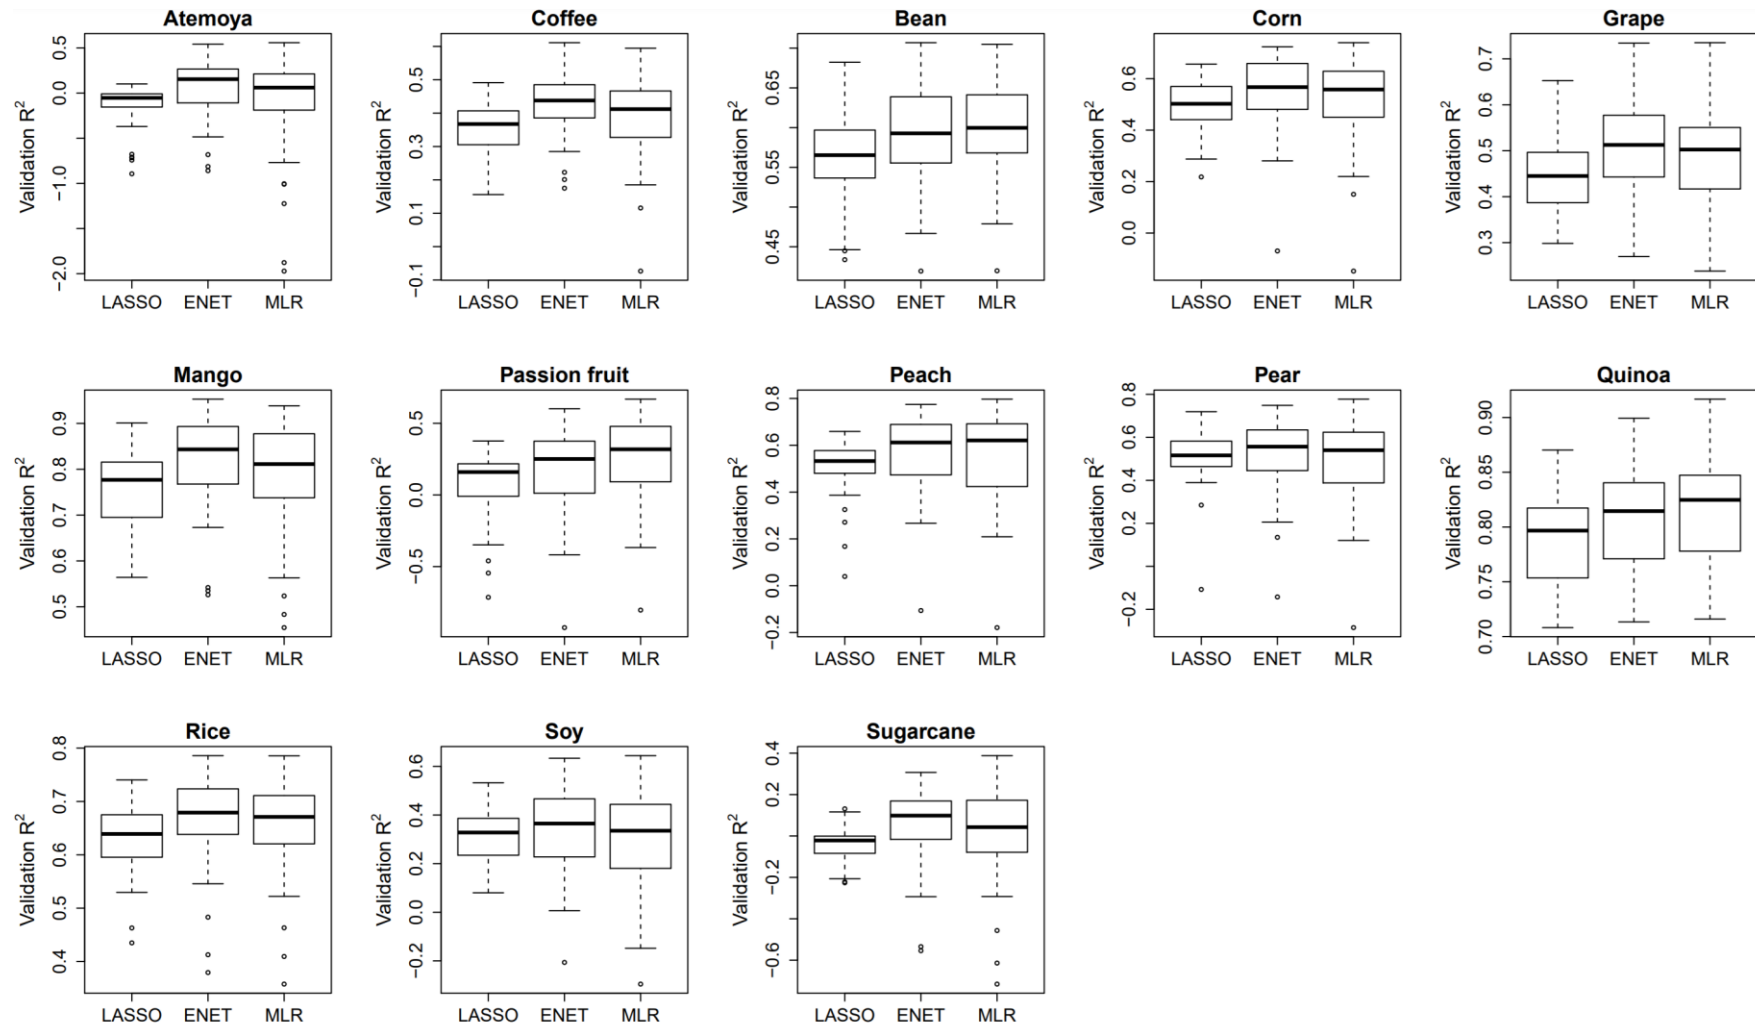 Atemoya
Validation R²
0.5
0.0
−1.0
−2.0
LASSO ENET MLR
Coffee
Validation R²
0.5
0.3
0.1
−0.1
LASSO ENET MLR
Bean
Validation R²
0.65
0.55
0.45
LASSO ENET MLR
Corn
Validation R²
0.6
0.4
0.2
0.0
LASSO ENET MLR
Grape
Validation R²
0.7
0.6
0.5
0.4
0.3
LASSO ENET MLR
Mango
Validation R²
0.9
0.8
0.7
0.6
0.5
LASSO ENET MLR
Passion fruit
Validation R²
0.5
0.0
−0.5
LASSO ENET MLR
Peach
Validation R²
0.8
0.6
0.4
0.2
0.0
−0.2
LASSO ENET MLR
Pear
Validation R²
0.8
0.6
0.4
0.2
−0.2
LASSO ENET MLR
Quinoa
Validation R²
0.90
0.85
0.80
0.75
0.70
LASSO ENET MLR
Rice
Validation R²
0.8
0.7
0.6
0.5
0.4
LASSO ENET MLR
Soy
Validation R²
0.6
0.4
0.2
0.0
−0.2
LASSO ENET MLR
Sugarcane
Validation R²
0.4
0.2
−0.2
−0.6
LASSO ENET MLR